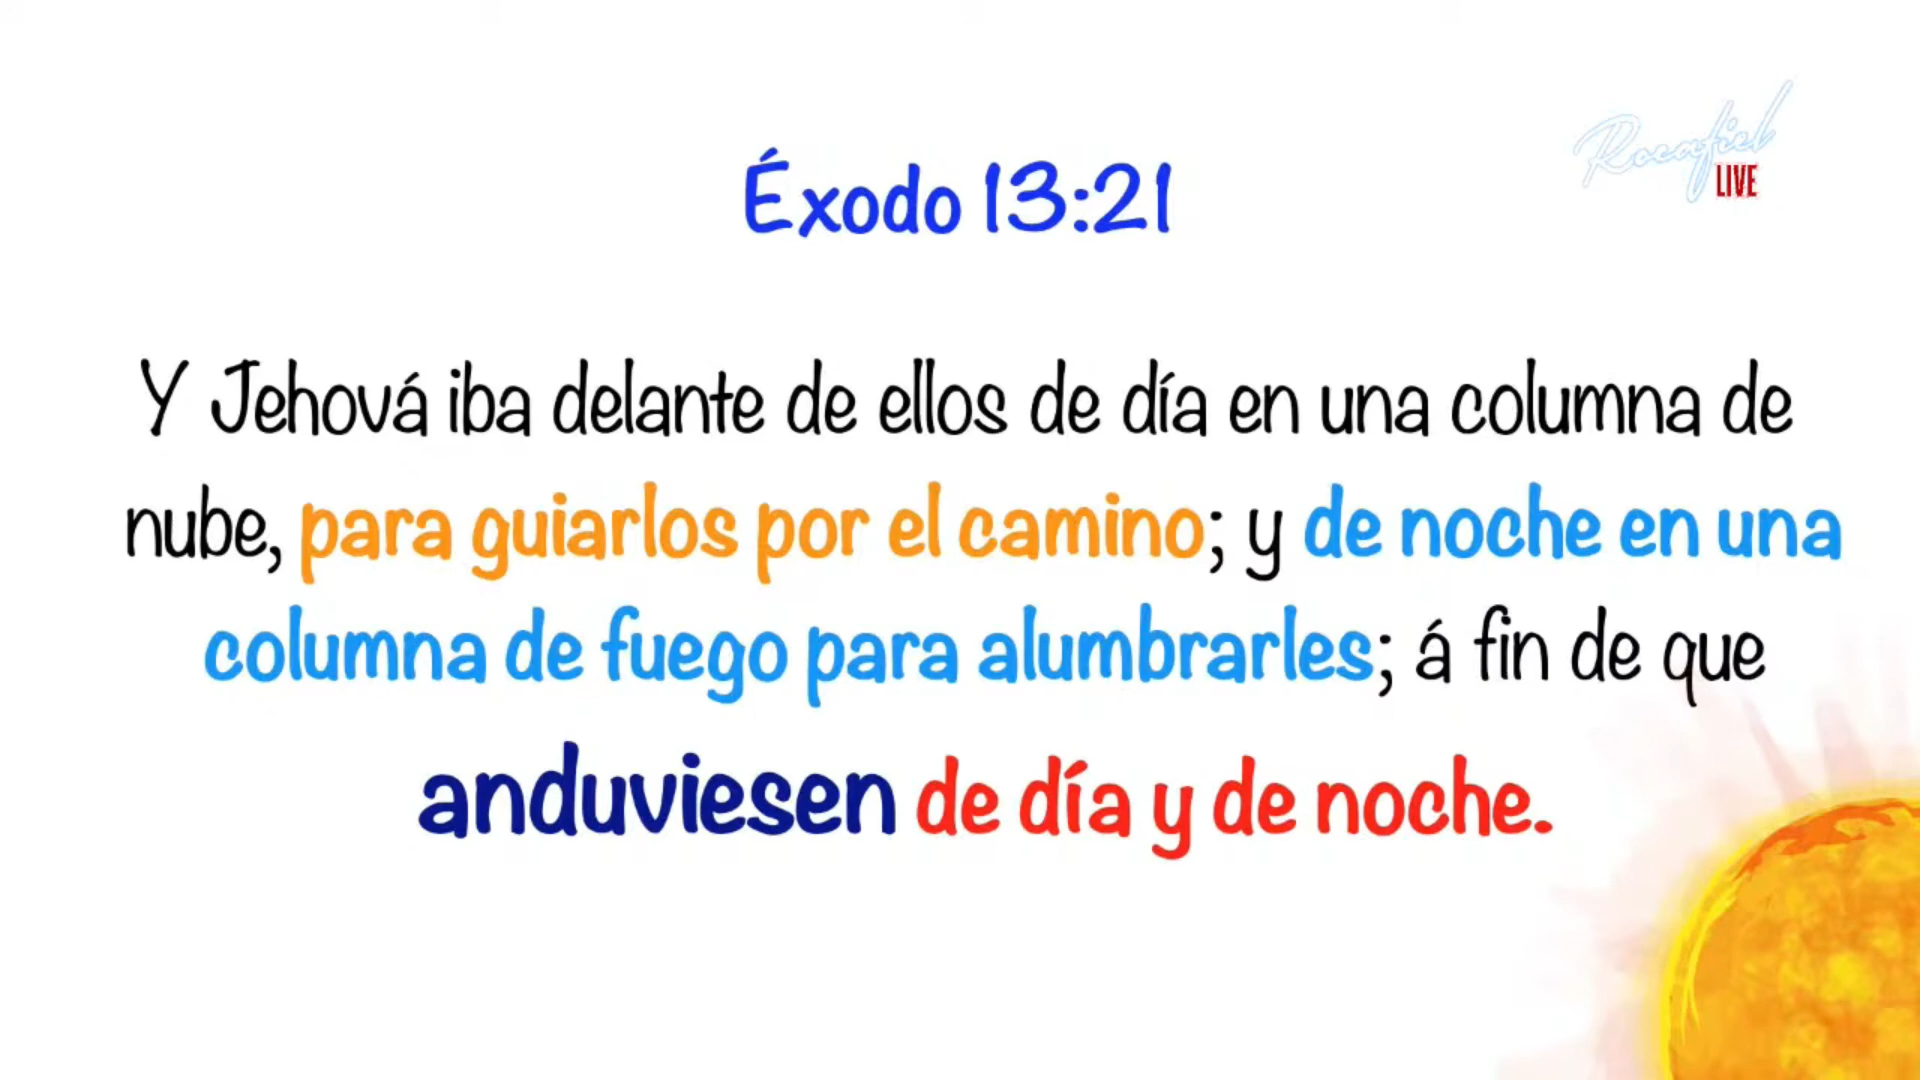 Rocafiel
LIVE
Éxodo 13:21
Y Jehová iba delante de ellos de día en una columna de
nube, para guiarlos por el camino; y de noche en una
columna de fuego para alumbrarles; á fin de que
anduviesen de día y de noche.